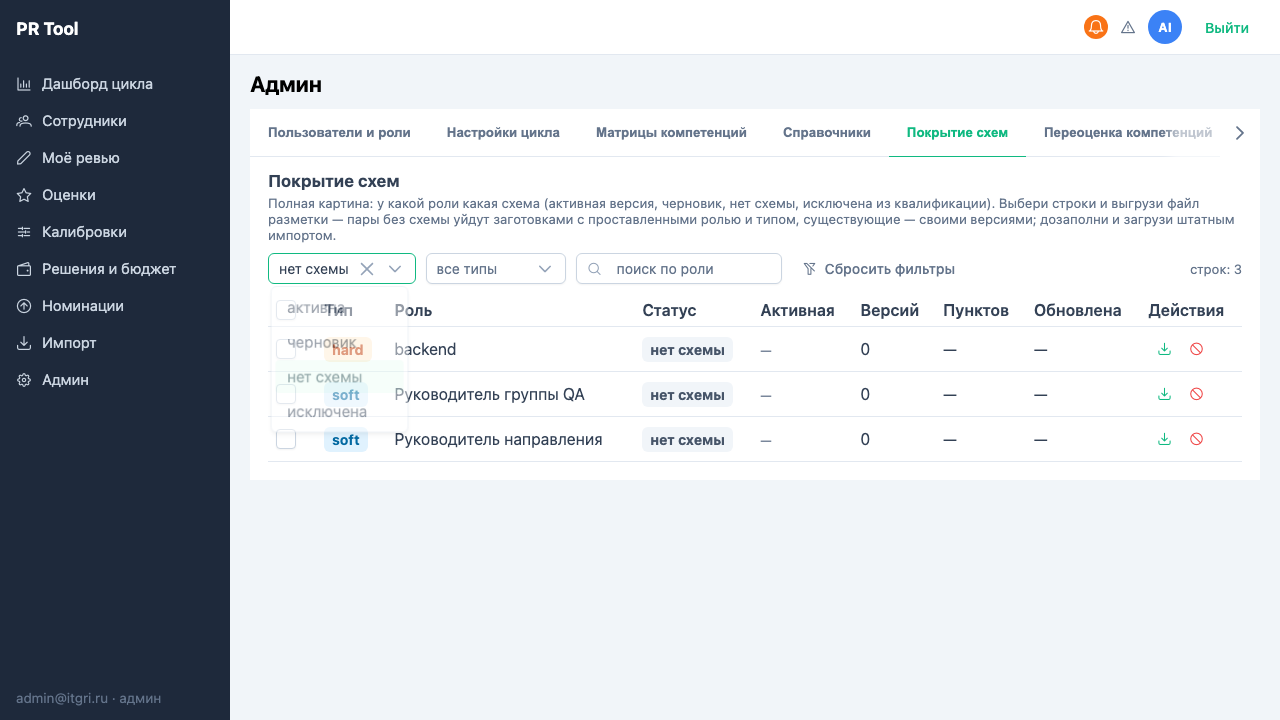 PR Tool
AI
Выйти
Дашборд цикла
Сотрудники
Моё ревью
Оценки
Калибровки
Решения и бюджет
Номинации
Импорт
Админ
admin@itgri.ru · админ
Админ
Пользователи и роли
Настройки цикла
Матрицы компетенций
Справочники
Покрытие схем
Переоценка компетенций
Покрытие схем
Полная картина: у какой роли какая схема (активная версия, черновик, нет схемы, исключена из квалификации). Выбери строки и выгрузи файл
разметки — пары без схемы уйдут заготовками с проставленными ролью и типом, существующие — своими версиями; дозаполни и загрузи штатным
импортом.
нет схемы
все типы
поиск по роли
Сбросить фильтры
строк: 3
активна
черновик
нет схемы
исключена
Тип Роль Статус Активная Версий Пунктов Обновлена Действия
hard backend нет схемы — 0 — —
soft Руководитель группы QA нет схемы — 0 — —
soft Руководитель направления нет схемы — 0 — —